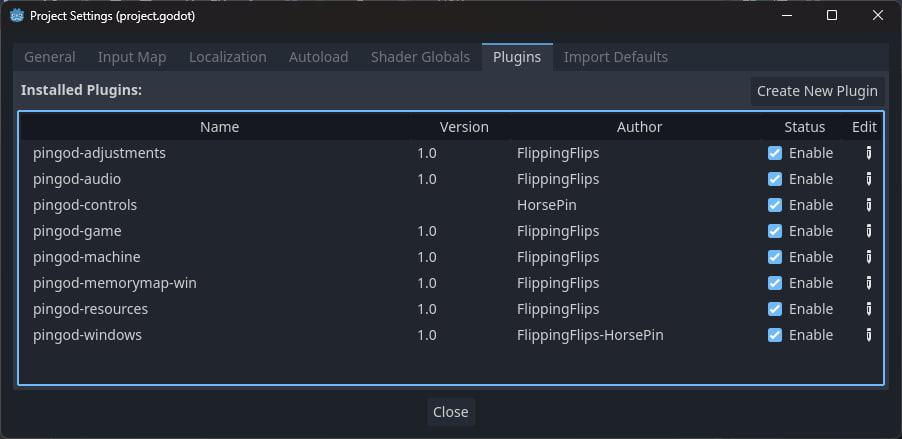 Project Settings (project.godot)
General Input Map Localization Autoload Shader Globals Plugins Import Defaults
Installed Plugins: Create New Plugin
Name Version Author Status Edit
pingod-adjustments 1.0 FlippingFlips Enable
pingod-audio 1.0 FlippingFlips Enable
pingod-controls HorsePin Enable
pingod-game 1.0 FlippingFlips Enable
pingod-machine 1.0 FlippingFlips Enable
pingod-memorymap-win 1.0 FlippingFlips Enable
pingod-resources 1.0 FlippingFlips Enable
pingod-windows 1.0 FlippingFlips-HorsePin Enable
Close